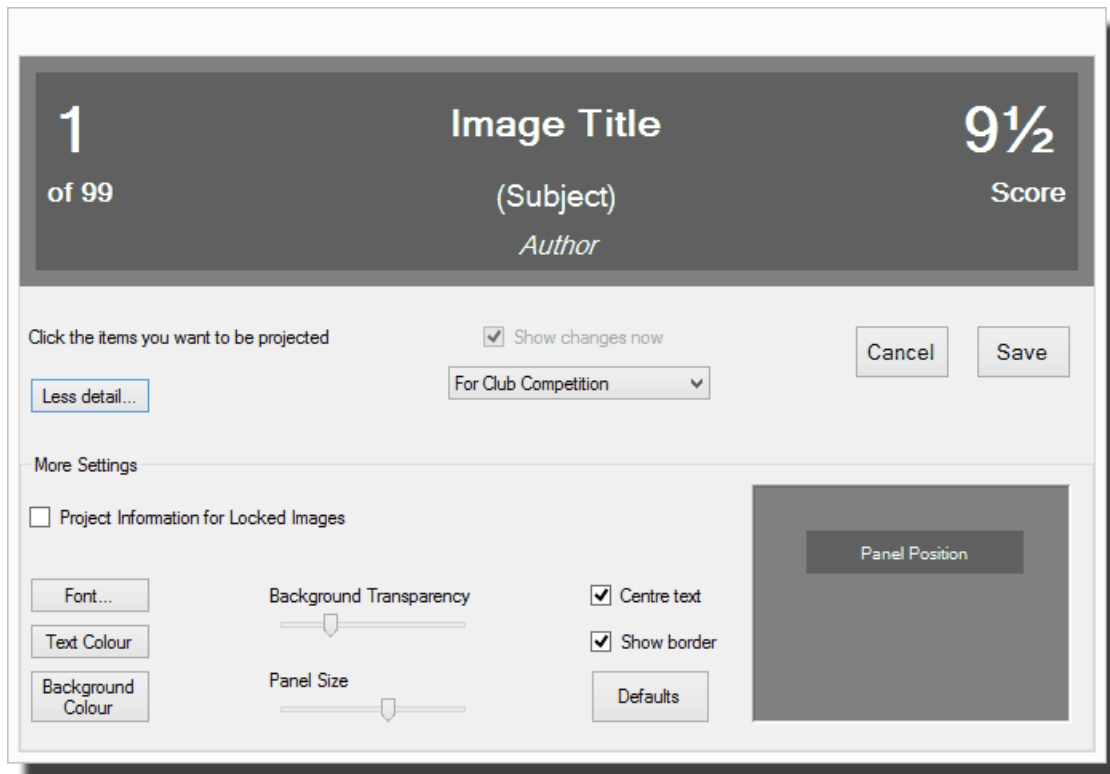 1
of 99
Image Title
(Subject)
Author
9½
Score
Click the items you want to be projected
Show changes now
Cancel
Save
Less detail...
For Club Competition
More Settings
Project Information for Locked Images
Panel Position
Font...
Background Transparency
Centre text
Text Colour
Show border
Background
Colour
Panel Size
Defaults